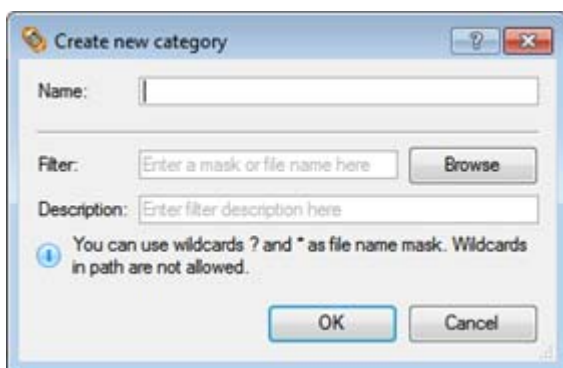 Create new category
Name:
Filter: Enter a mask or file name here Browse
Description: Enter filter description here
You can use wildcards ? and * as file name mask. Wildcards
in path are not allowed.
OK Cancel